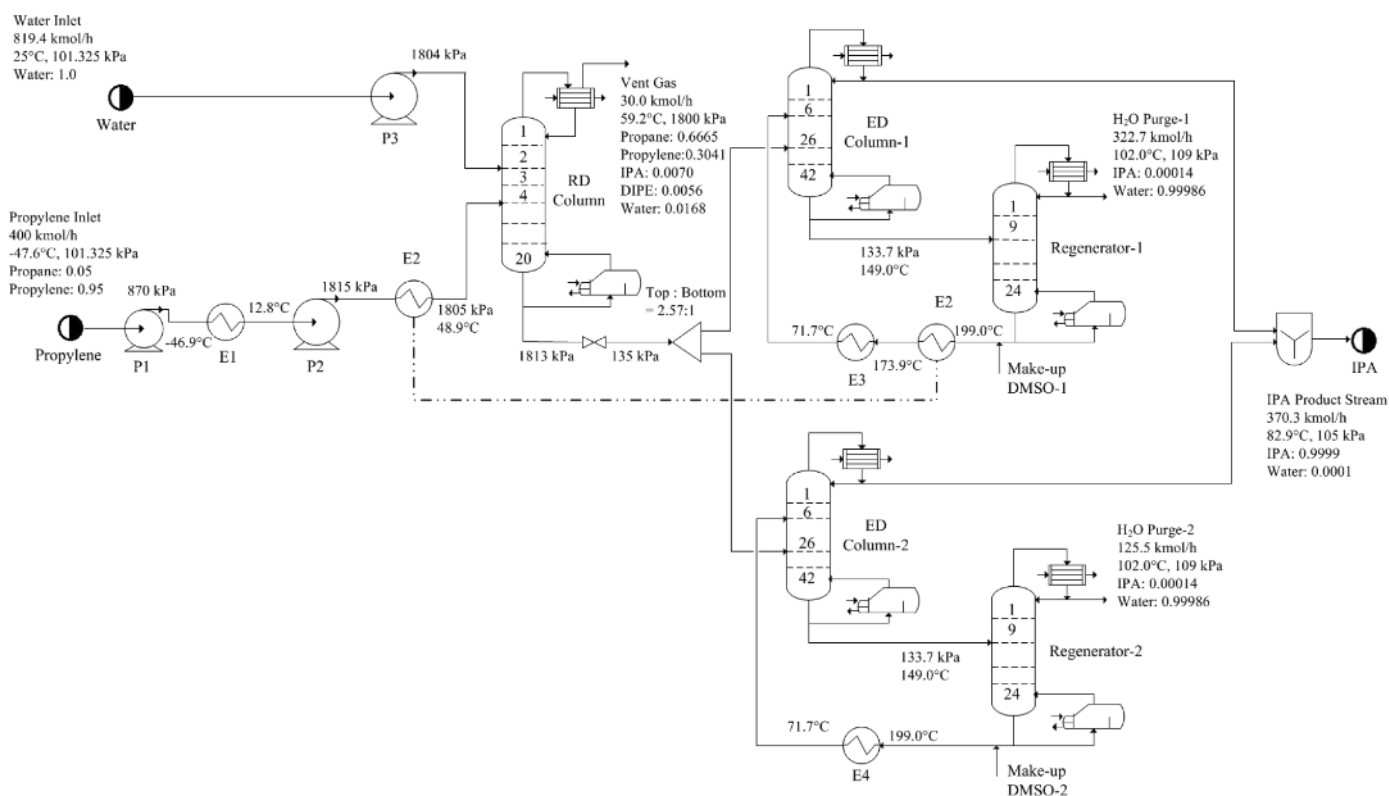 Water Inlet
819.4 kmol/h
25°C, 101.325 kPa
Water: 1.0
Water
P3
1804 kPa
Propylene Inlet
400 kmol/h
-47.6°C, 101.325 kPa
Propane: 0.05
Propylene: 0.95
870 kPa
Propylene
P1
-46.9°C
E1
12.8°C
P2
1815 kPa
E2
1805 kPa
48.9°C
1
2
3
4
20
RD
Column
Vent Gas
30.0 kmol/h
59.2°C, 1800 kPa
Propane: 0.6665
Propylene:0.3041
IPA: 0.0070
DIPE: 0.0056
Water: 0.0168
1813 kPa
135 kPa
Top : Bottom
= 2.57:1
1
6
26
42
ED
Column-1
133.7 kPa
149.0°C
H₂O Purge-1
322.7 kmol/h
102.0°C, 109 kPa
IPA: 0.00014
Water: 0.99986
1
9
24
Regenerator-1
71.7°C
E3
173.9°C
E2
199.0°C
Make-up
DMSO-1
IPA
IPA Product Stream
370.3 kmol/h
82.9°C, 105 kPa
IPA: 0.9999
Water: 0.0001
1
6
26
42
ED
Column-2
133.7 kPa
149.0°C
H₂O Purge-2
125.5 kmol/h
102.0°C, 109 kPa
IPA: 0.00014
Water: 0.99986
1
9
24
Regenerator-2
71.7°C
E4
199.0°C
Make-up
DMSO-2